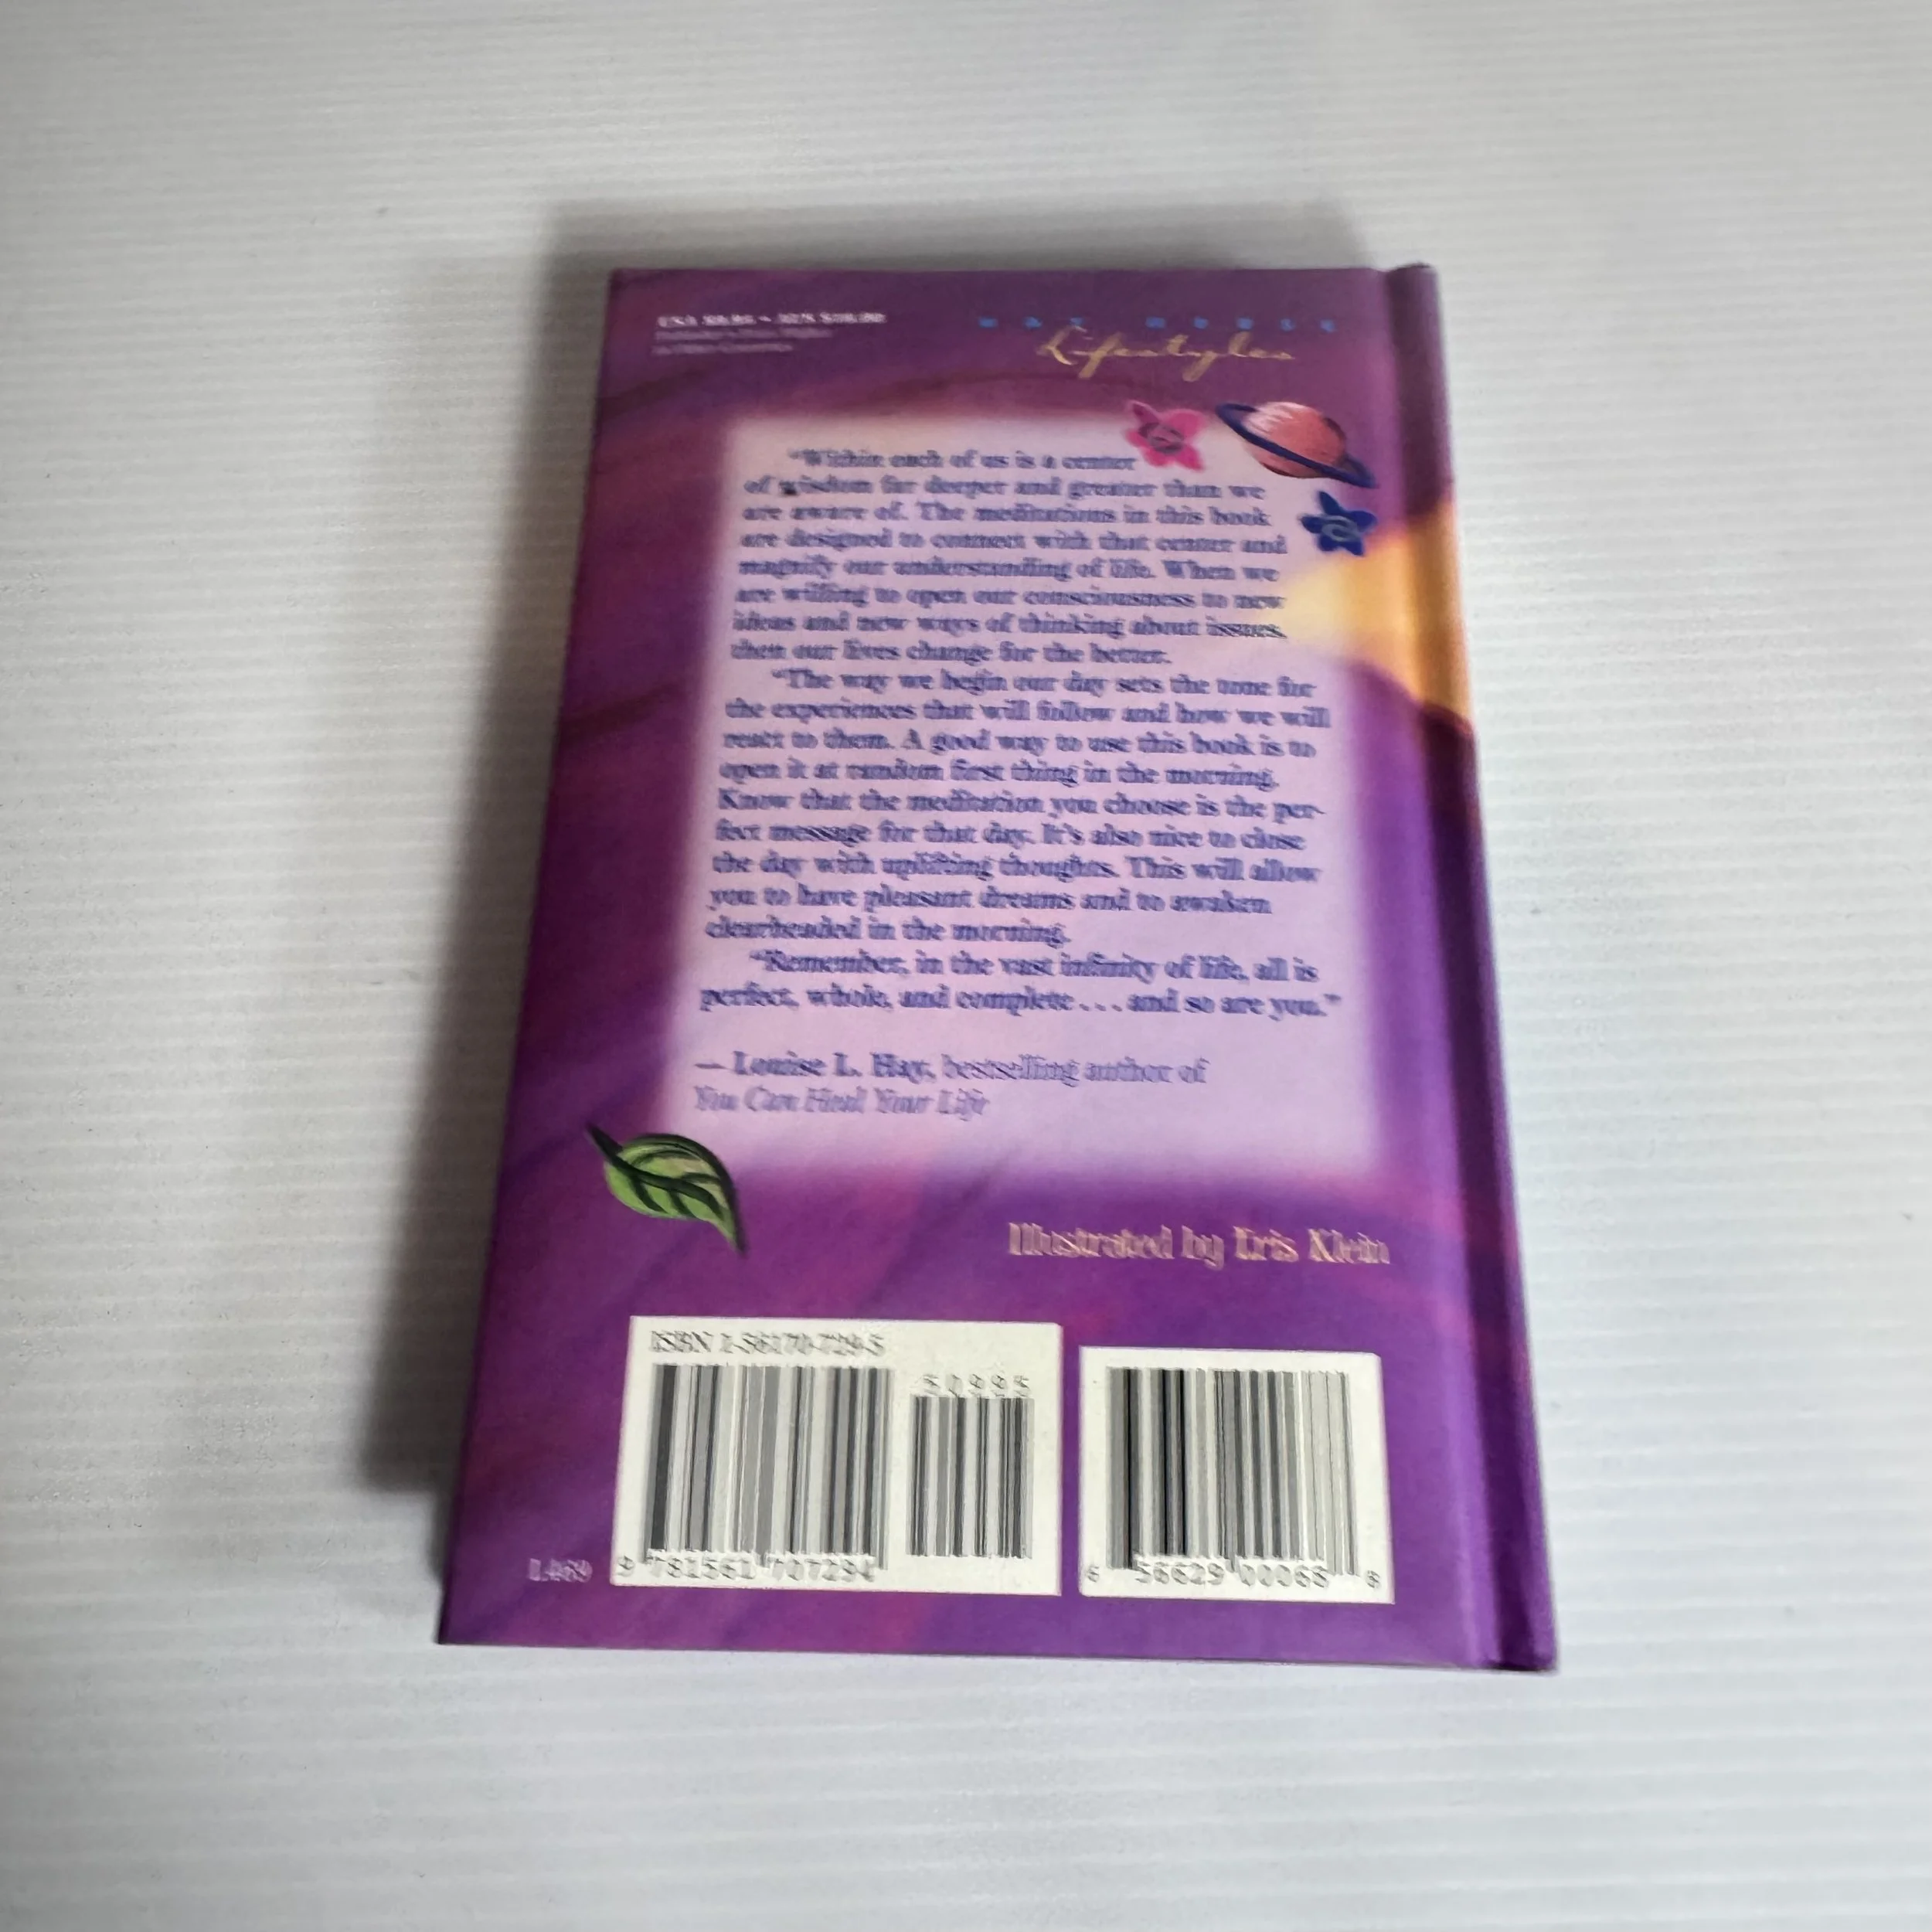 HAY HOUSE
Lifestyles
“Within each of us is a center
of wisdom far deeper and greater than we
are aware of. The meditations in this book
are designed to connect with that center and
magnify our understanding of life. When we
are willing to open our consciousness to new
ideas and new ways of thinking about issues,
then our lives change for the better.
“The way we begin our day sets the tone for
the experiences that will follow and how we will
react to them. A good way to use this book is to
open it at random first thing in the morning.
Know that the meditation you choose is the per-
fect message for that day. It's also nice to close
the day with uplifting thoughts. This will allow
you to have pleasant dreams and to awaken
clearheaded in the morning.
“Remember, in the vast infinity of life, all is
perfect, whole, and complete . . . and so are you.”
— Louise L. Hay, bestselling author of
You Can Heal Your Life
Illustrated by Eris Klein
ISBN 1-56170-729-5
50995
9 781561 707294
6 56629 00068 8